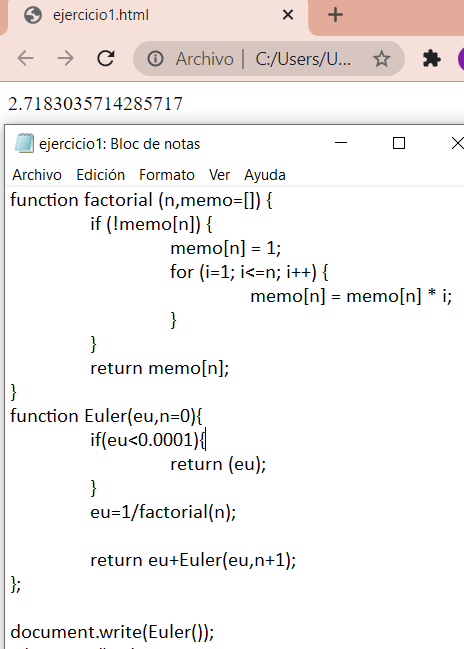 ejercicio1.html
Archivo | C:/Users/U...
2.7183035714285717
ejercicio1: Bloc de notas
Archivo Edición Formato Ver Ayuda
function factorial (n,memo=[]) {
if (!memo[n]) {
memo[n] = 1;
for (i=1; i<=n; i++) {
memo[n] = memo[n] * i;
}
}
return memo[n];
}
function Euler(eu,n=0){
if(eu<0.0001){
return (eu);
}
eu=1/factorial(n);
return eu+Euler(eu,n+1);
};
document.write(Euler());